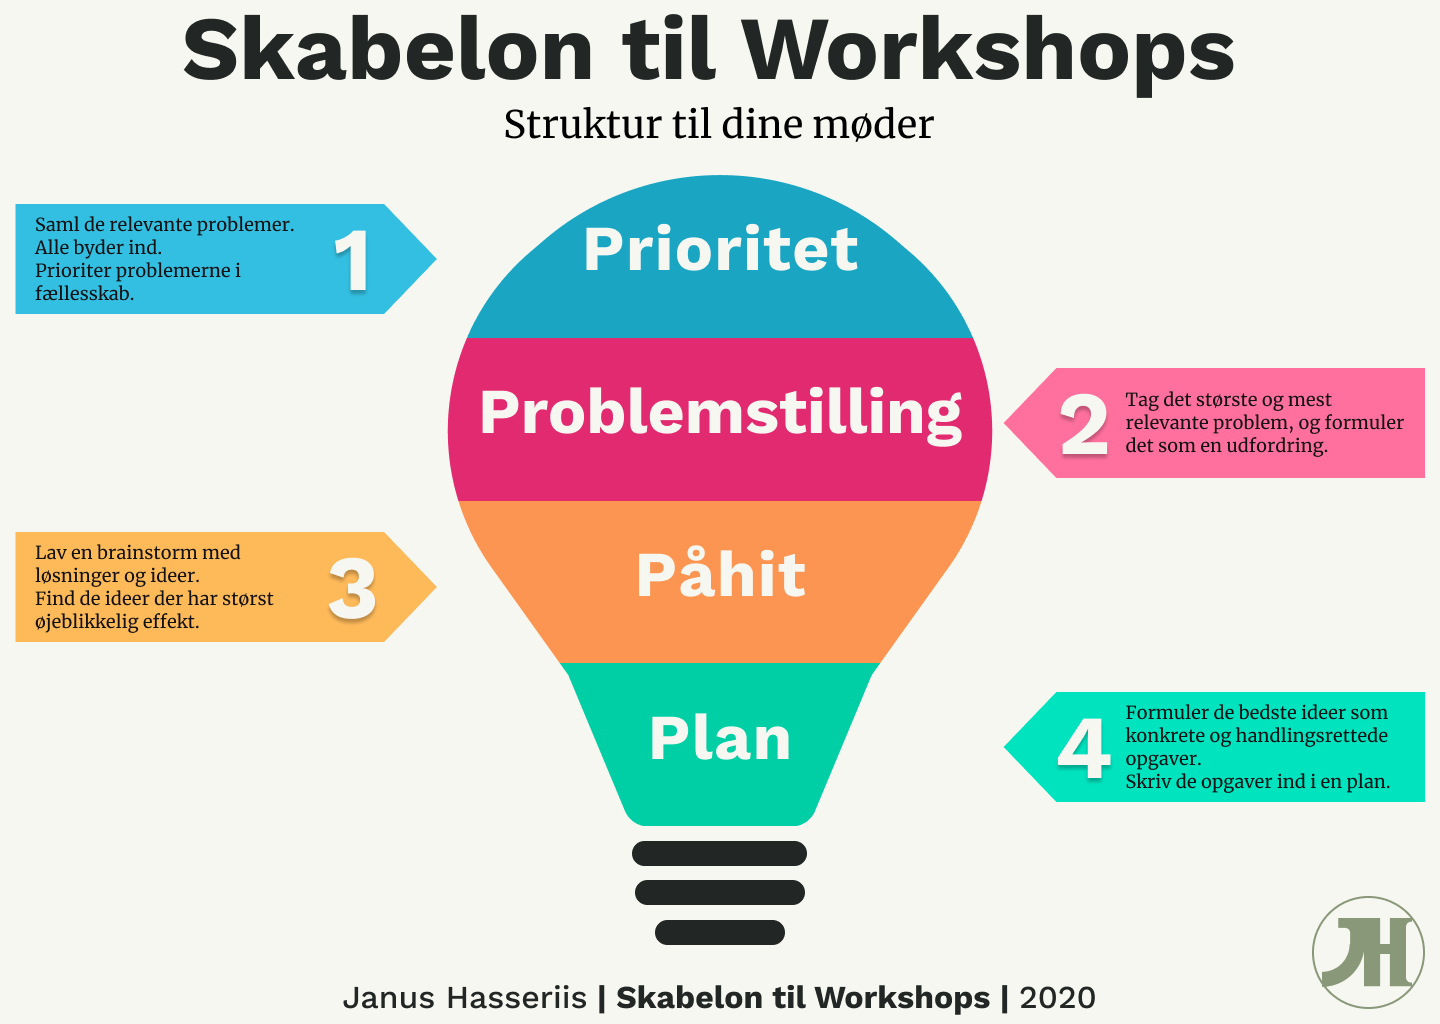 Skabelon til Workshops
Struktur til dine møder
Prioritet
Saml de relevante problemer.
Alle byder ind.
Prioriter problemerne i
fællesskab.
1
Problemstilling
2
Tag det største og mest
relevante problem, og formuler
det som en udfordring.
Påhit
Lav en brainstorm med
løsninger og ideer.
Find de ideer der har størst
øjeblikkelig effekt.
3
Plan
4
Formuler de bedste ideer som
konkrete og handlingsrettede
opgaver.
Skriv de opgaver ind i en plan.
JH
Janus Hasseriis | Skabelon til Workshops | 2020